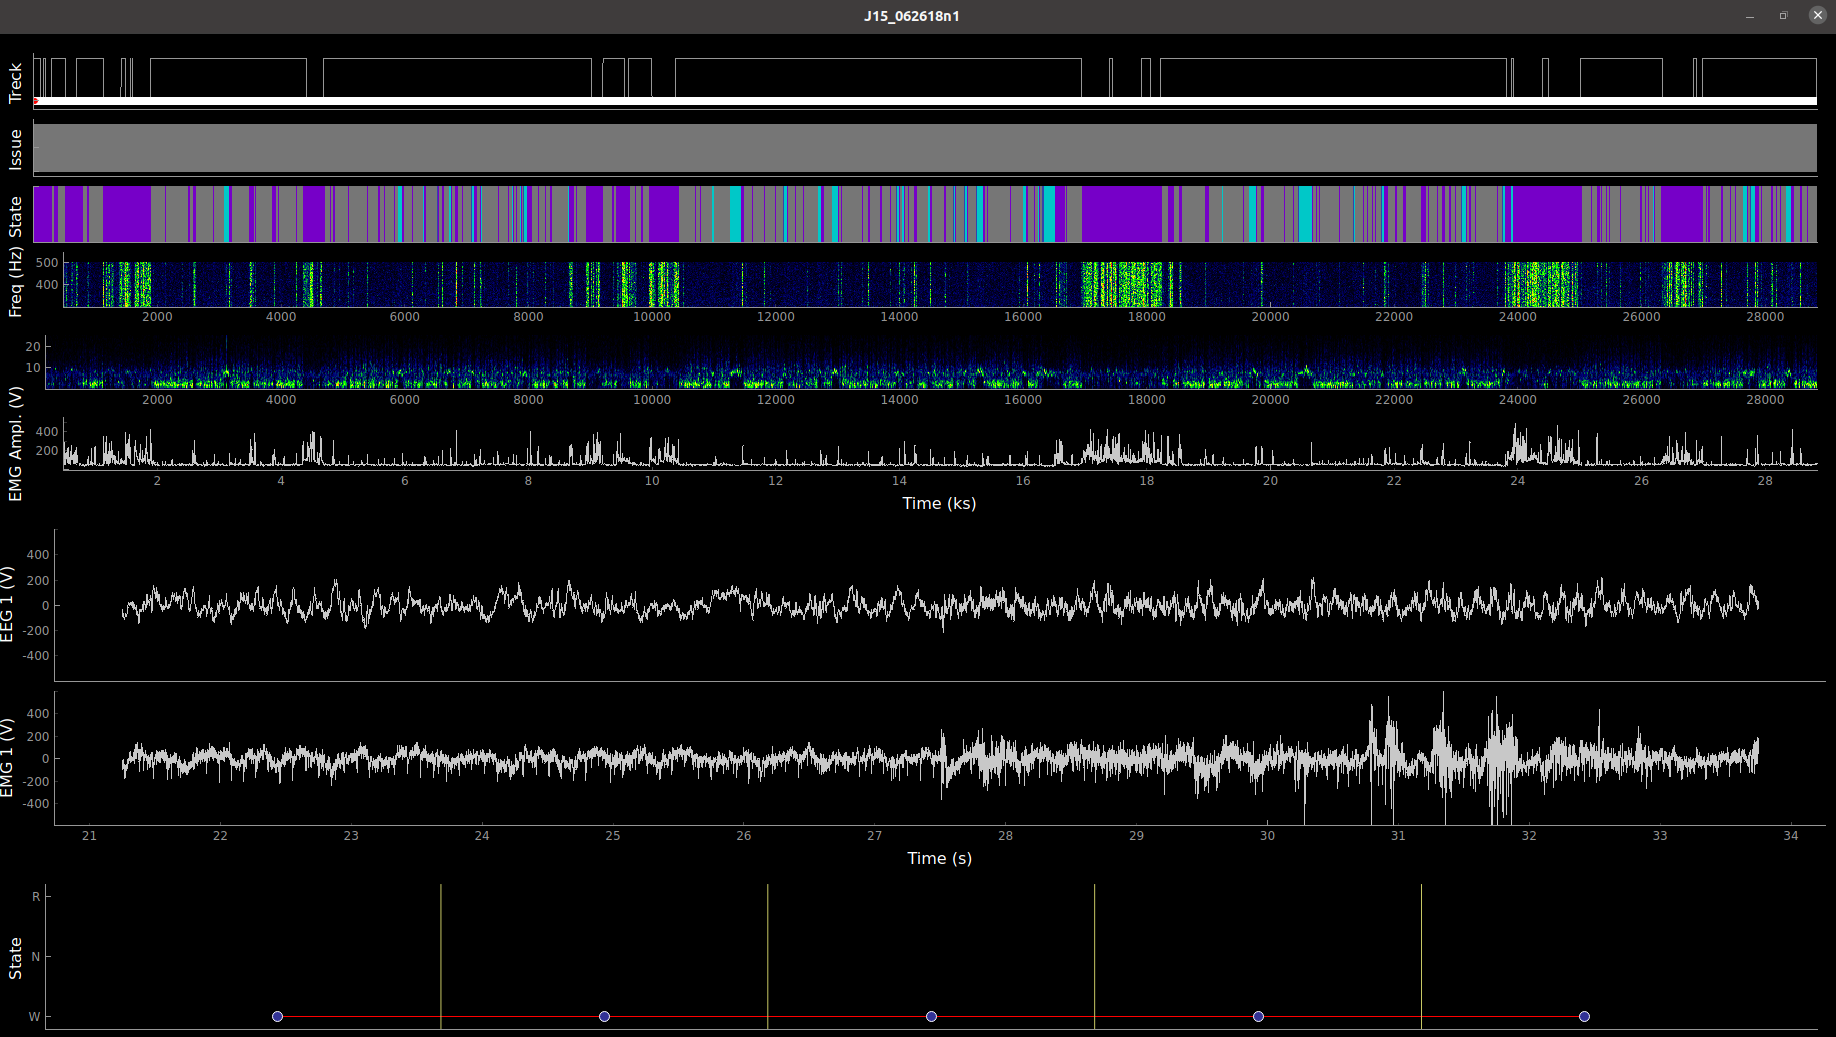 J15_062618n1
Treck
Issue
State
Freq (Hz)
500
400
2000 4000 6000 8000 10000 12000 14000 16000 18000 20000 22000 24000 26000 28000
20
10
2000 4000 6000 8000 10000 12000 14000 16000 18000 20000 22000 24000 26000 28000
EMG Ampl. (V)
400
200
2 4 6 8 10 12 14 16 18 20 22 24 26 28
Time (ks)
EEG 1 (V)
400
200
0
-200
-400
EMG 1 (V)
400
200
0
-200
-400
21 22 23 24 25 26 27 28 29 30 31 32 33 34
Time (s)
State
R
N
W